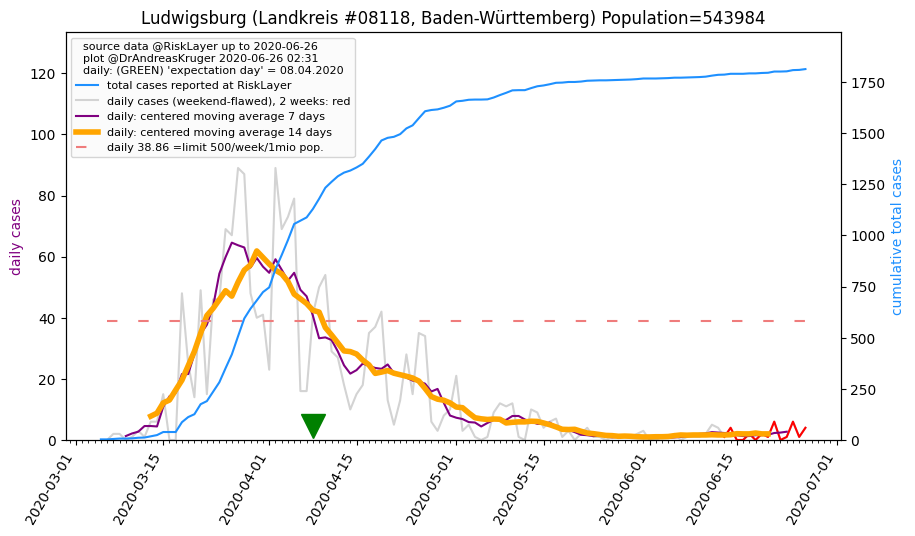 Ludwigsburg (Landkreis #08118, Baden-Württemberg) Population=543984
source data @RiskLayer up to 2020-06-26
plot @DrAndreasKruger 2020-06-26 02:31
daily: (GREEN) 'expectation day' = 08.04.2020
total cases reported at RiskLayer
daily cases (weekend-flawed), 2 weeks: red
daily: centered moving average 7 days
daily: centered moving average 14 days
daily 38.86 =limit 500/week/1mio pop.
daily cases
120
100
80
60
40
20
0
cumulative total cases
1750
1500
1250
1000
750
500
250
0
2020-03-01
2020-03-15
2020-04-01
2020-04-15
2020-05-01
2020-05-15
2020-06-01
2020-06-15
2020-07-01